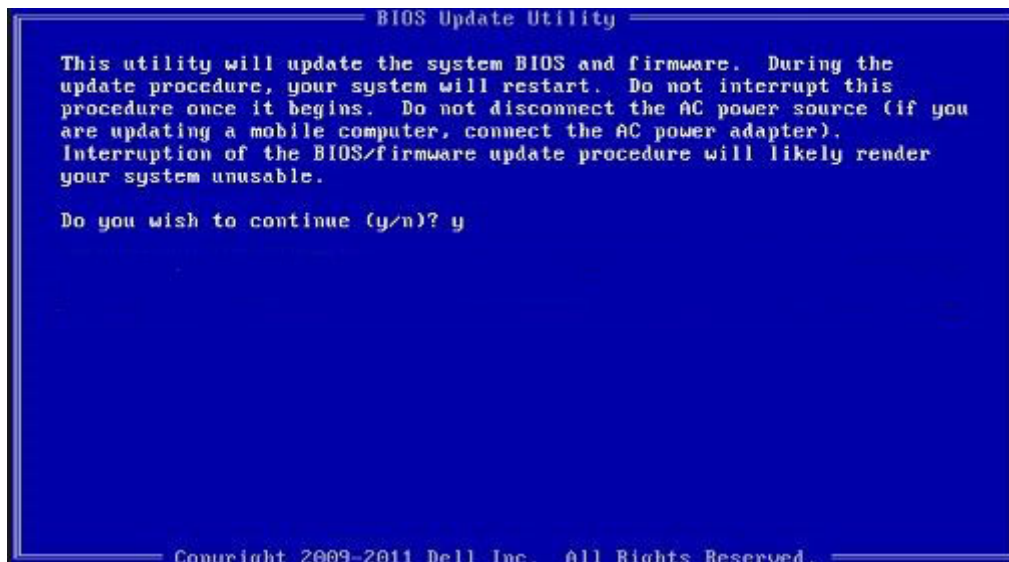 BIOS Update Utility
This utility will update the system BIOS and firmware. During the
update procedure, your system will restart. Do not interrupt this
procedure once it begins. Do not disconnect the AC power source (if you
are updating a mobile computer, connect the AC power adapter).
Interruption of the BIOS/firmware update procedure will likely render
your system unusable.
Do you wish to continue (y/n)? y
Copyright 2009-2011 Dell Inc. All Rights Reserved.